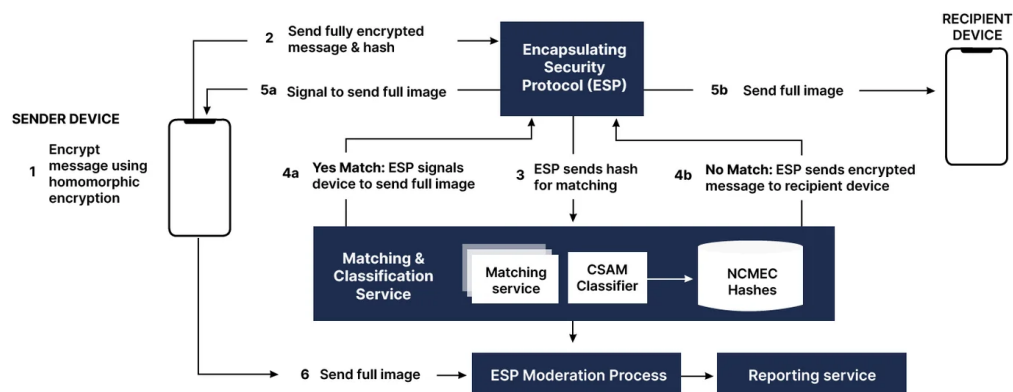 RECIPIENT
DEVICE
2 Send fully encrypted
message & hash
Encapsulating
Security
Protocol (ESP)
5a Signal to send full image
5b Send full image
SENDER DEVICE
1 Encrypt
message using
homomorphic
encryption
4a Yes Match: ESP signals
device to send full image
3 ESP sends hash
for matching
4b No Match: ESP sends encrypted
message to recipient device
Matching &
Classification
Service
Matching
service
CSAM
Classifier
NCMEC
Hashes
6 Send full image
ESP Moderation Process
Reporting service